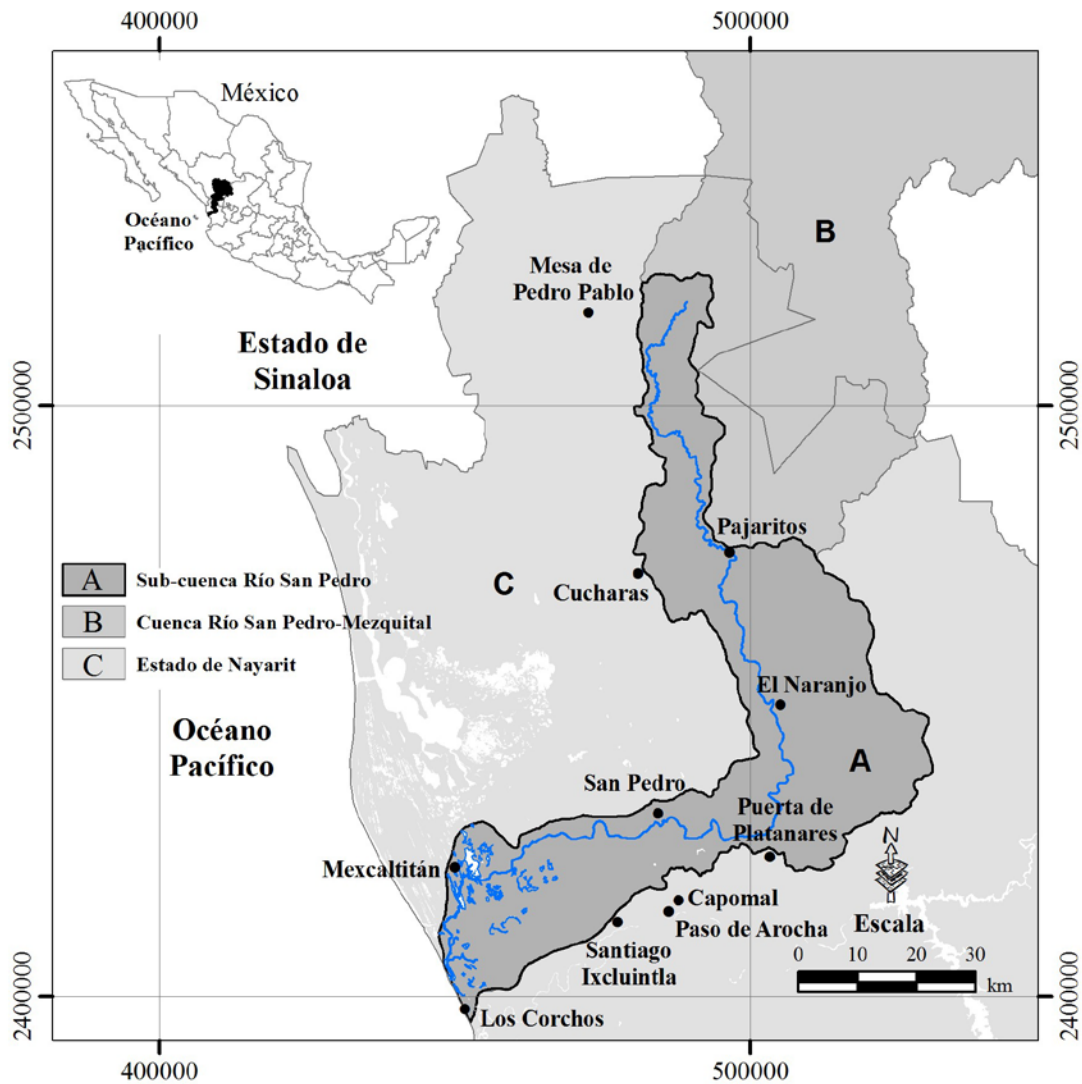 400000
500000
México
Océano
Pacífico
Estado de
Sinaloa
Mesa de
Pedro Pablo
B
2500000
2500000
Pajaritos
Cucharas
C
A Sub-cuenca Río San Pedro
B Cuenca Río San Pedro-Mezquital
C Estado de Nayarit
El Naranjo
Océano
Pacífico
A
San Pedro
Puerta de
Platanares
N
Mexcaltitán
Capomal
Paso de Arocha
Escala
Santiago
Ixcluintla
0 10 20 30
km
2400000
2400000
Los Corchos
400000
500000